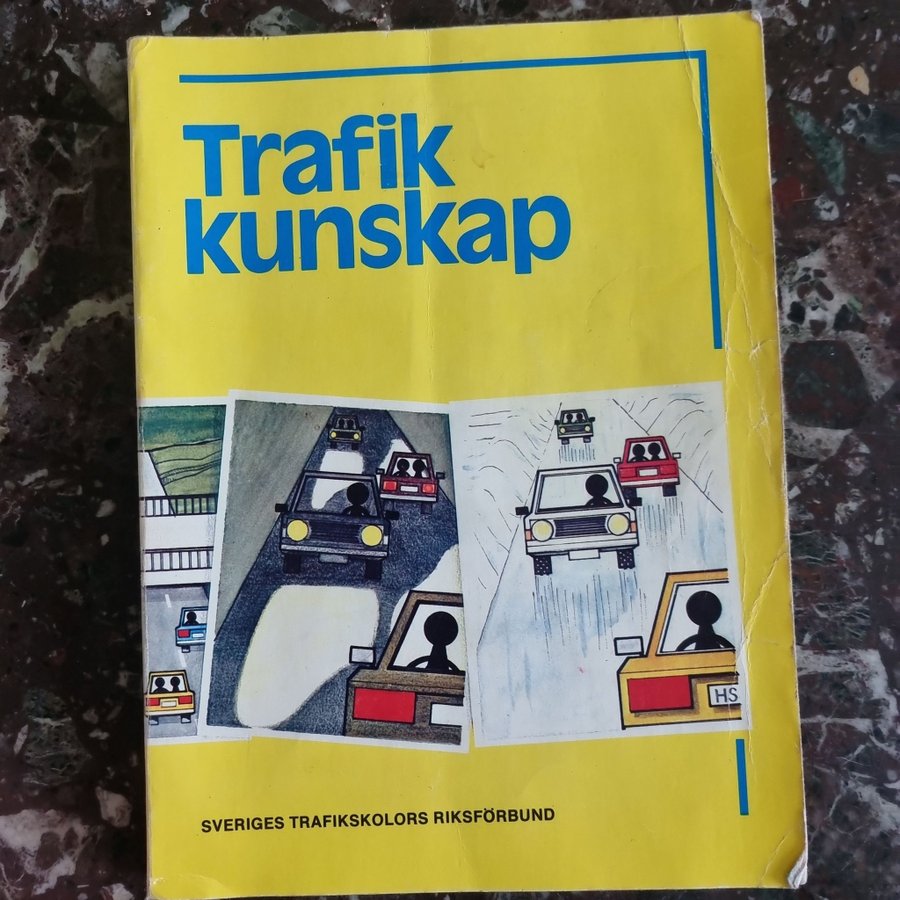 Trafik
kunskap
HS
SVERIGES TRAFIKSKOLORS RIKSFÖRBUND